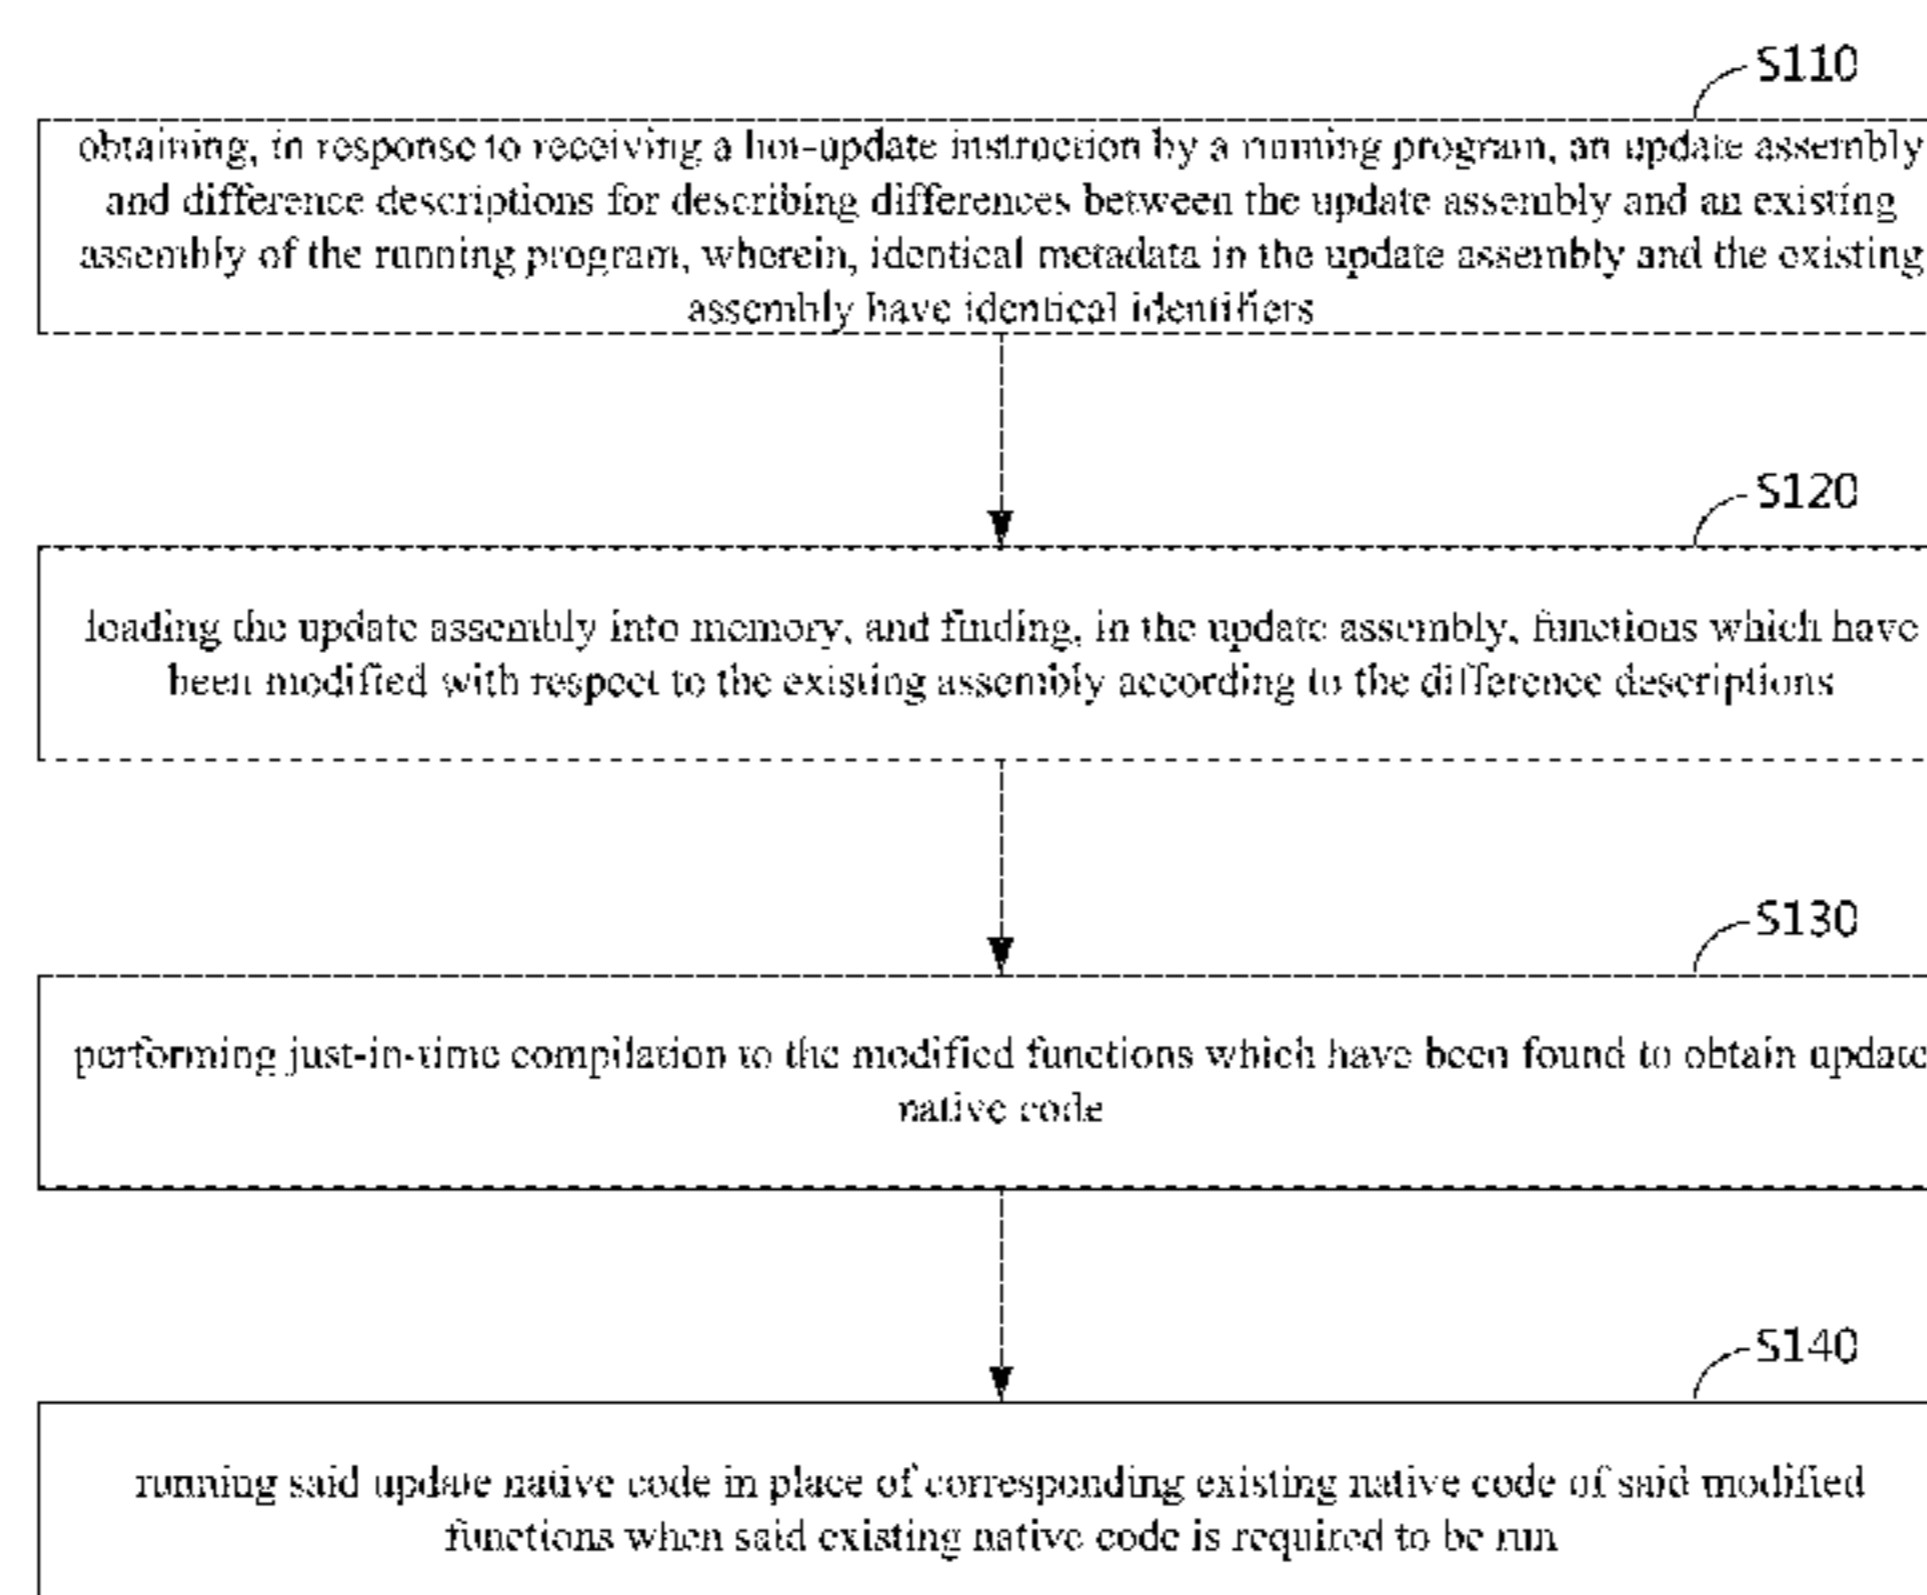 S110
obtaining, in response to receiving a hot-update instruction by a running program, an update assembly
and difference descriptions for describing differences between the update assembly and an existing
assembly of the running program, wherein, identical metadata in the update assembly and the existing
assembly have identical identifiers
S120
loading the update assembly into memory, and finding, in the update assembly, functions which have
been modified with respect to the existing assembly according to the difference descriptions
S130
performing just-in-time compilation to the modified functions which have been found to obtain update
native code
S140
running said update native code in place of corresponding existing native code of said modified
functions when said existing native code is required to be run